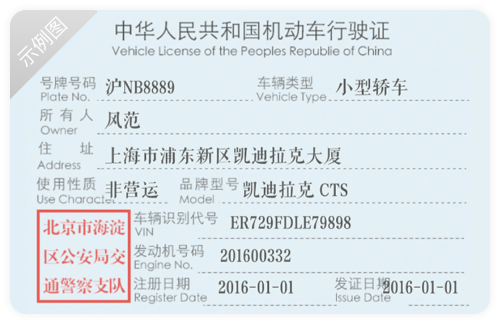 示例图
中华人民共和国机动车行驶证
Vehicle License of the Peoples Republie of China
号牌号码 沪NB8889 车辆类型 小型轿车
Plate No. Vehicle Type
所有人 风范
Owner
住址 上海市浦东新区凯迪拉克大厦
Address
使用性质 非营运 品牌型号 凯迪拉克 CTS
Use Character Model
北京市海淀
区公安局交
通警察支队
车辆识别代号 ER729FDLE79898
VIN
发动机号码 201600332
Engine No.
注册日期 2016-01-01 发证日期 2016-01-01
Register Date Issue Date